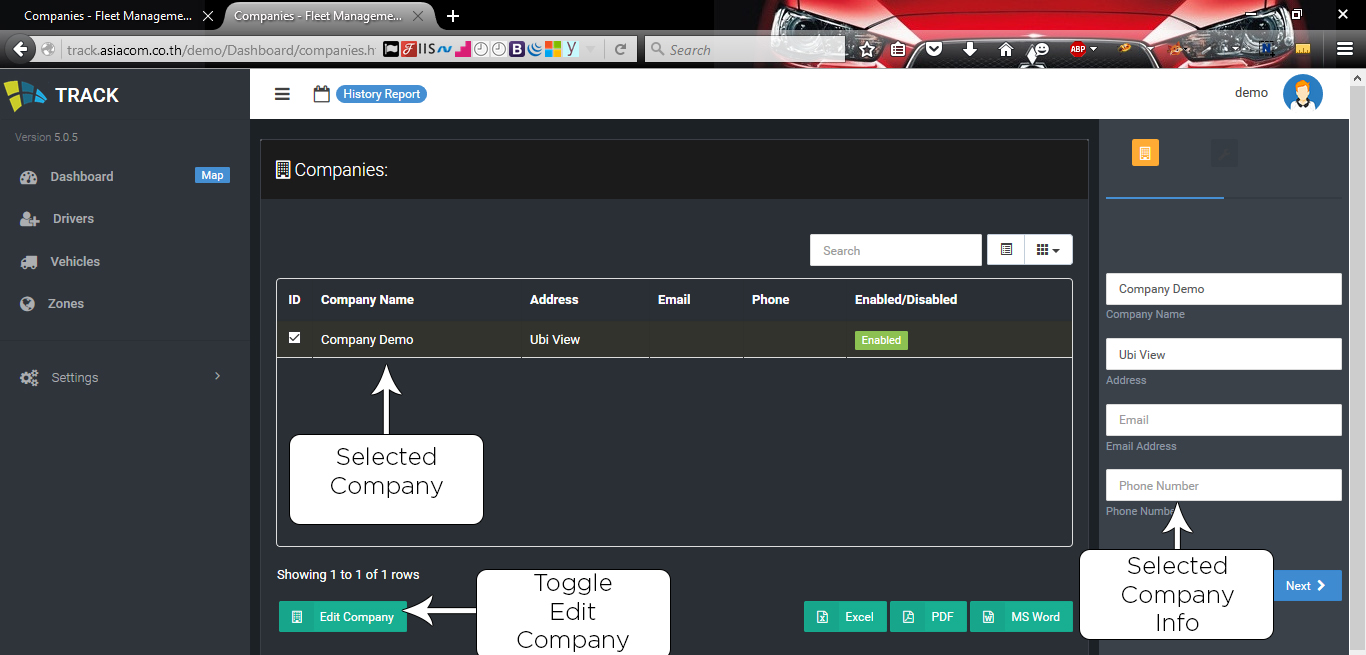 Companies - Fleet Manageme...
Companies - Fleet Manageme...
track.asiacom.co.th/demo/Dashboard/companies.h
IIS
B
y
Search
ABP
TRACK
History Report
demo
Version 5.0.5
Dashboard
Map
Drivers
Vehicles
Zones
Settings
Companies:
Search
ID Company Name Address Email Phone Enabled/Disabled
Company Demo Ubi View Enabled
Selected
Company
Showing 1 to 1 of 1 rows
Edit Company
Toggle
Edit
Company
Excel
PDF
MS Word
Company Demo
Company Name
Ubi View
Address
Email
Email Address
Phone Number
Phone Numbe
Selected
Company
Info
Next